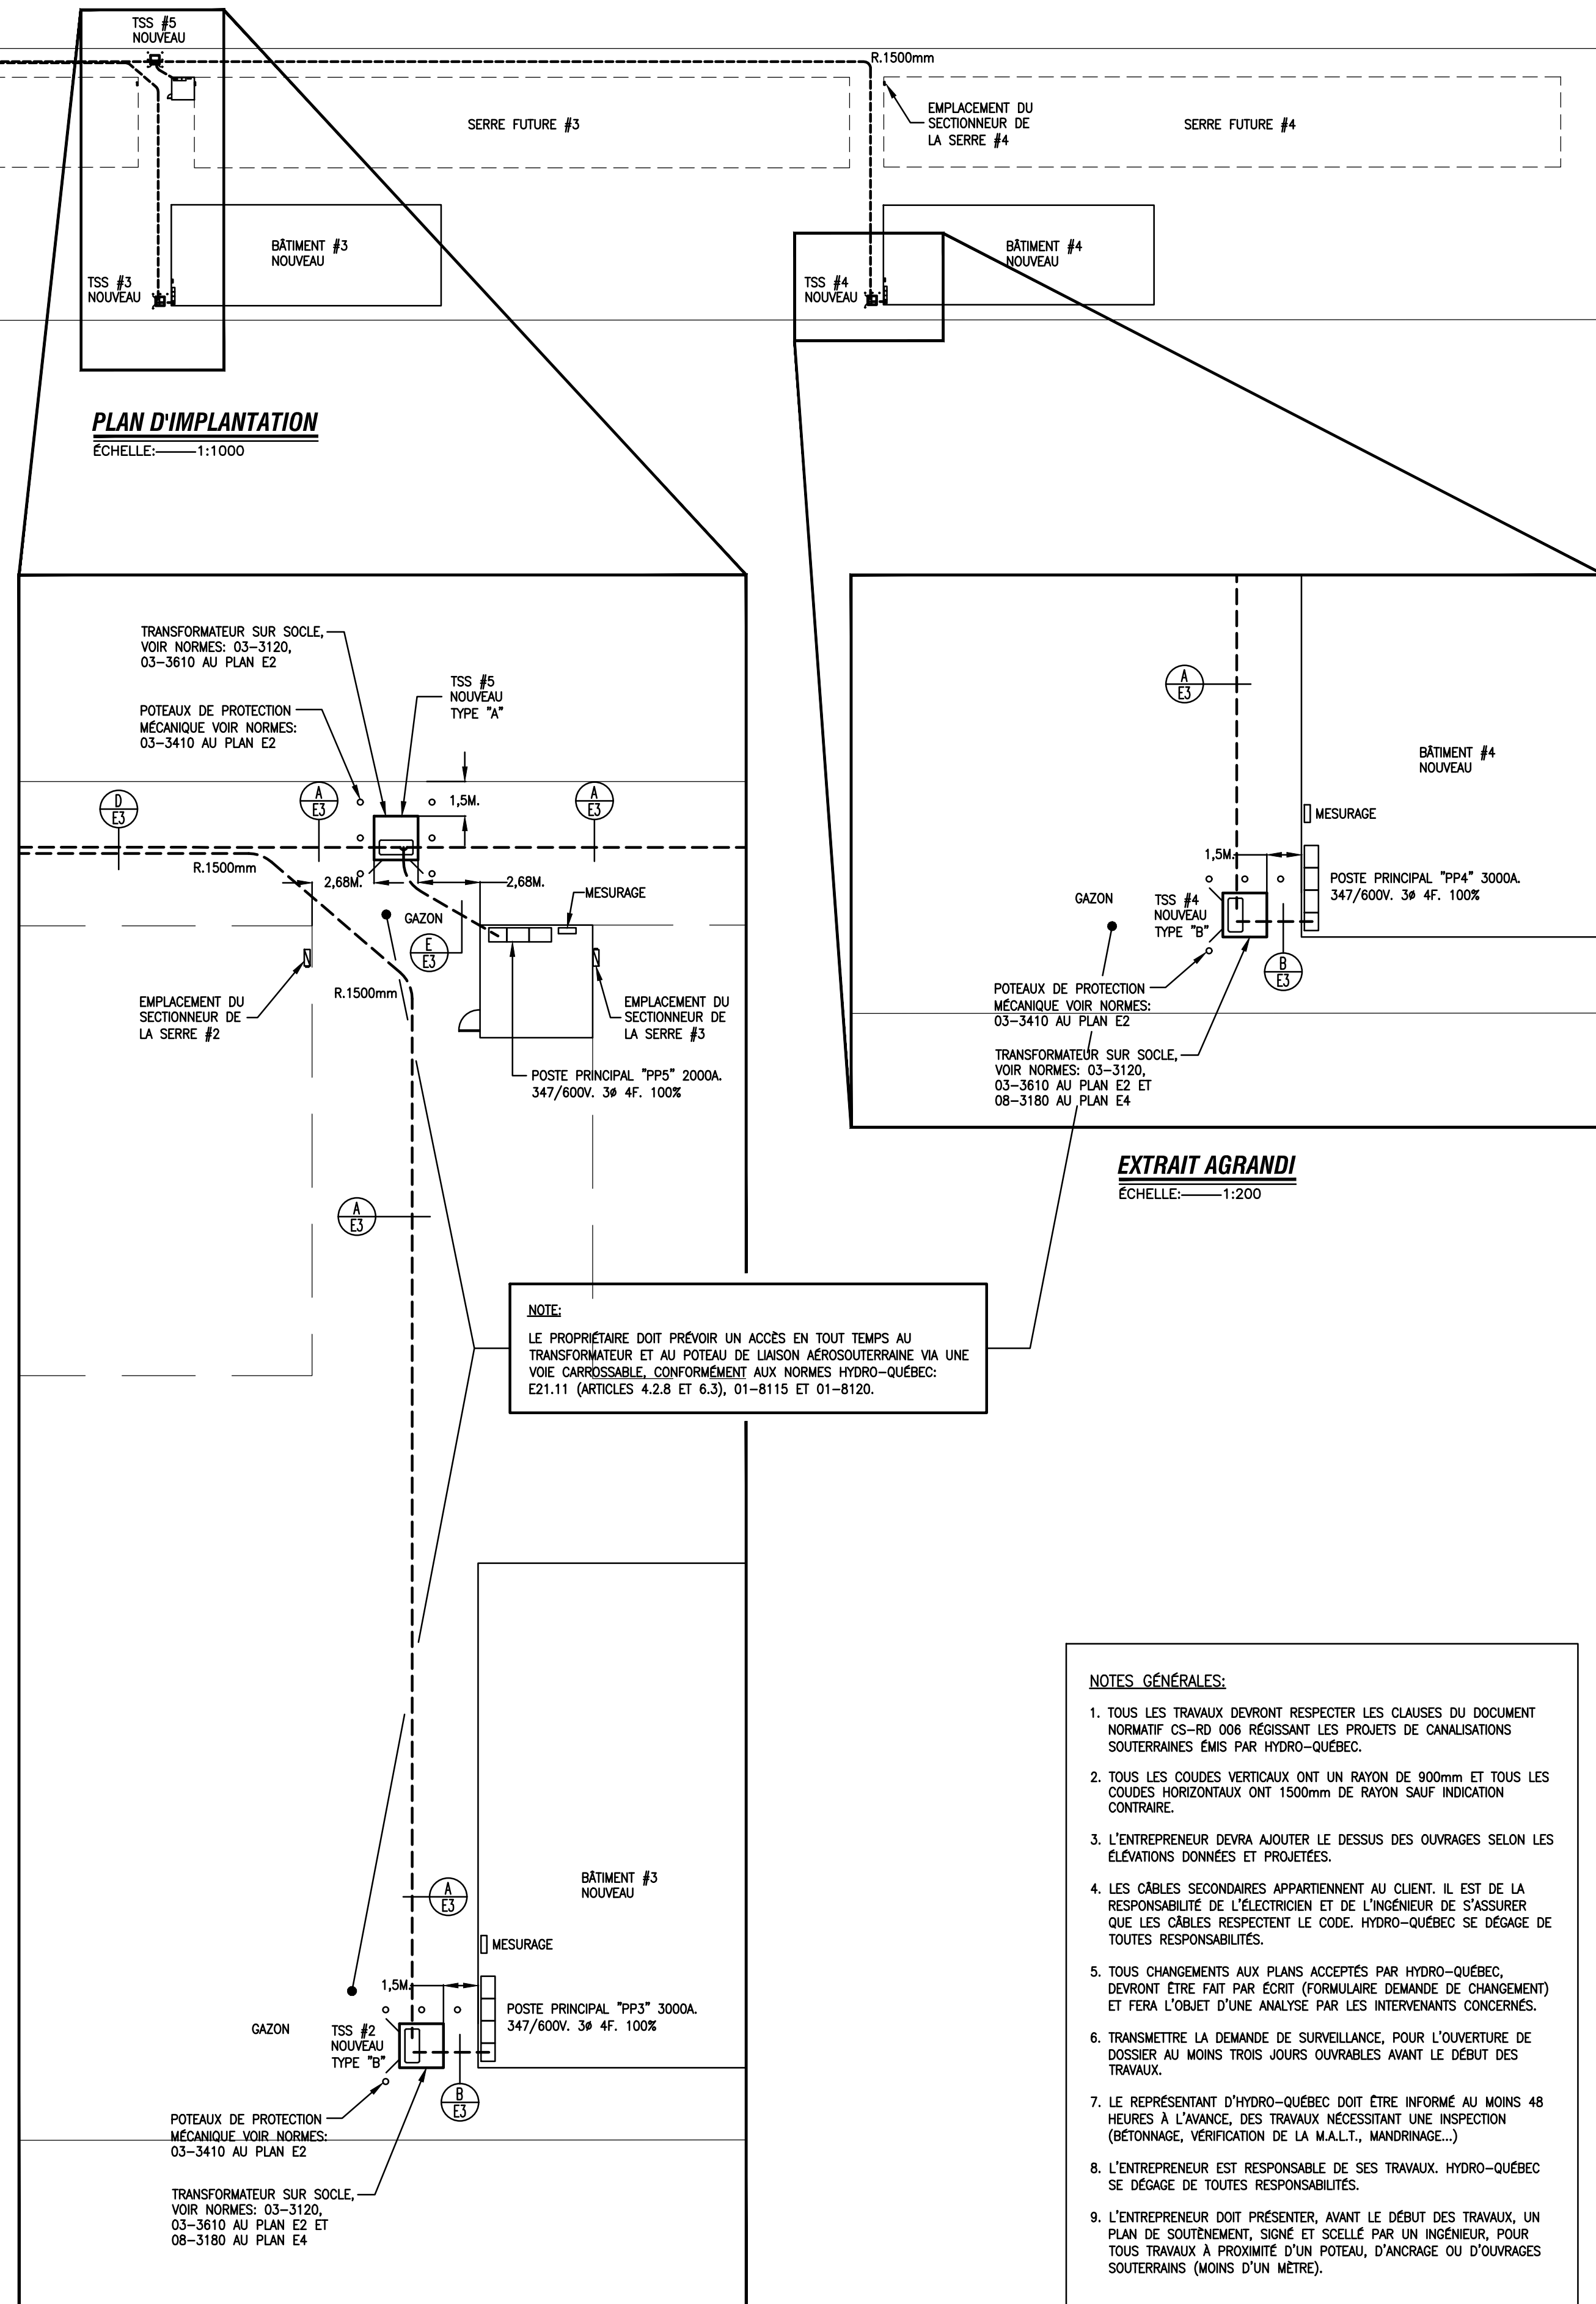 TSS #5
NOUVEAU
R.1500mm
EMPLACEMENT DU
SECTIONNEUR DE
LA SERRE #4
SERRE FUTURE #3
SERRE FUTURE #4
BÂTIMENT #3
NOUVEAU
BÂTIMENT #4
NOUVEAU
TSS #3
NOUVEAU
TSS #4
NOUVEAU
PLAN D'IMPLANTATION
ÉCHELLE: 1:1000
TRANSFORMATEUR SUR SOCLE,
VOIR NORMES: 03-3120,
03-3610 AU PLAN E2
TSS #5
NOUVEAU
TYPE "A"
POTEAUX DE PROTECTION
MÉCANIQUE VOIR NORMES:
03-3410 AU PLAN E2
D
E3
A
E3
1,5M.
A
E3
R.1500mm
2,68M.
2,68M.
MESURAGE
GAZON
E
E3
R.1500mm
EMPLACEMENT DU
SECTIONNEUR DE
LA SERRE #2
EMPLACEMENT DU
SECTIONNEUR DE
LA SERRE #3
POSTE PRINCIPAL "PP5" 2000A.
347/600V. 3ø 4F. 100%
A
E3
A
E3
BÂTIMENT #4
NOUVEAU
MESURAGE
1,5M.
POSTE PRINCIPAL "PP4" 3000A.
347/600V. 3ø 4F. 100%
GAZON
TSS #4
NOUVEAU
TYPE "B"
B
E3
POTEAUX DE PROTECTION
MÉCANIQUE VOIR NORMES:
03-3410 AU PLAN E2
TRANSFORMATEUR SUR SOCLE,
VOIR NORMES: 03-3120,
03-3610 AU PLAN E2 ET
08-3180 AU PLAN E4
EXTRAIT AGRANDI
ÉCHELLE: 1:200
NOTE:
LE PROPRIÉTAIRE DOIT PRÉVOIR UN ACCÈS EN TOUT TEMPS AU
TRANSFORMATEUR ET AU POTEAU DE LIAISON AÉROSOUTERRAINE VIA UNE
VOIE CARROSSABLE, CONFORMÉMENT AUX NORMES HYDRO-QUÉBEC:
E21.11 (ARTICLES 4.2.8 ET 6.3), 01-8115 ET 01-8120.
BÂTIMENT #3
NOUVEAU
A
E3
MESURAGE
1,5M.
POSTE PRINCIPAL "PP3" 3000A.
347/600V. 3ø 4F. 100%
GAZON
TSS #2
NOUVEAU
TYPE "B"
B
E3
POTEAUX DE PROTECTION
MÉCANIQUE VOIR NORMES:
03-3410 AU PLAN E2
TRANSFORMATEUR SUR SOCLE,
VOIR NORMES: 03-3120,
03-3610 AU PLAN E2 ET
08-3180 AU PLAN E4
NOTES GÉNÉRALES:
1. TOUS LES TRAVAUX DEVRONT RESPECTER LES CLAUSES DU DOCUMENT
NORMATIF CS-RD 006 RÉGISSANT LES PROJETS DE CANALISATIONS
SOUTERRAINES ÉMIS PAR HYDRO-QUÉBEC.
2. TOUS LES COUDES VERTICAUX ONT UN RAYON DE 900mm ET TOUS LES
COUDES HORIZONTAUX ONT 1500mm DE RAYON SAUF INDICATION
CONTRAIRE.
3. L'ENTREPRENEUR DEVRA AJOUTER LE DESSUS DES OUVRAGES SELON LES
ÉLÉVATIONS DONNÉES ET PROJETÉES.
4. LES CÂBLES SECONDAIRES APPARTIENNENT AU CLIENT. IL EST DE LA
RESPONSABILITÉ DE L'ÉLECTRICIEN ET DE L'INGÉNIEUR DE S'ASSURER
QUE LES CÂBLES RESPECTENT LE CODE. HYDRO-QUÉBEC SE DÉGAGE DE
TOUTES RESPONSABILITÉS.
5. TOUS CHANGEMENTS AUX PLANS ACCEPTÉS PAR HYDRO-QUÉBEC,
DEVRONT ÊTRE FAIT PAR ÉCRIT (FORMULAIRE DEMANDE DE CHANGEMENT)
ET FERA L'OBJET D'UNE ANALYSE PAR LES INTERVENANTS CONCERNÉS.
6. TRANSMETTRE LA DEMANDE DE SURVEILLANCE, POUR L'OUVERTURE DE
DOSSIER AU MOINS TROIS JOURS OUVRABLES AVANT LE DÉBUT DES
TRAVAUX.
7. LE REPRÉSENTANT D'HYDRO-QUÉBEC DOIT ÊTRE INFORMÉ AU MOINS 48
HEURES À L'AVANCE, DES TRAVAUX NÉCESSITANT UNE INSPECTION
(BÉTONNAGE, VÉRIFICATION DE LA M.A.L.T., MANDRINAGE...)
8. L'ENTREPRENEUR EST RESPONSABLE DE SES TRAVAUX. HYDRO-QUÉBEC
SE DÉGAGE DE TOUTES RESPONSABILITÉS.
9. L'ENTREPRENEUR DOIT PRÉSENTER, AVANT LE DÉBUT DES TRAVAUX, UN
PLAN DE SOUTÈNEMENT, SIGNÉ ET SCELLÉ PAR UN INGÉNIEUR, POUR
TOUS TRAVAUX À PROXIMITÉ D'UN POTEAU, D'ANCRAGE OU D'OUVRAGES
SOUTERRAINS (MOINS D'UN MÈTRE).